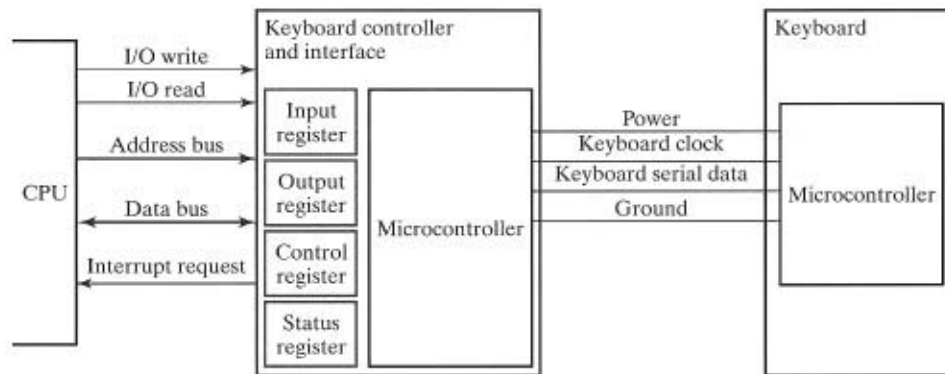 Keyboard controller
and interface
Keyboard
I/O write
I/O read
Address bus
CPU
Data bus
Interrupt request
Input
register
Output
register
Control
register
Status
register
Microcontroller
Power
Keyboard clock
Keyboard serial data
Ground
Microcontroller